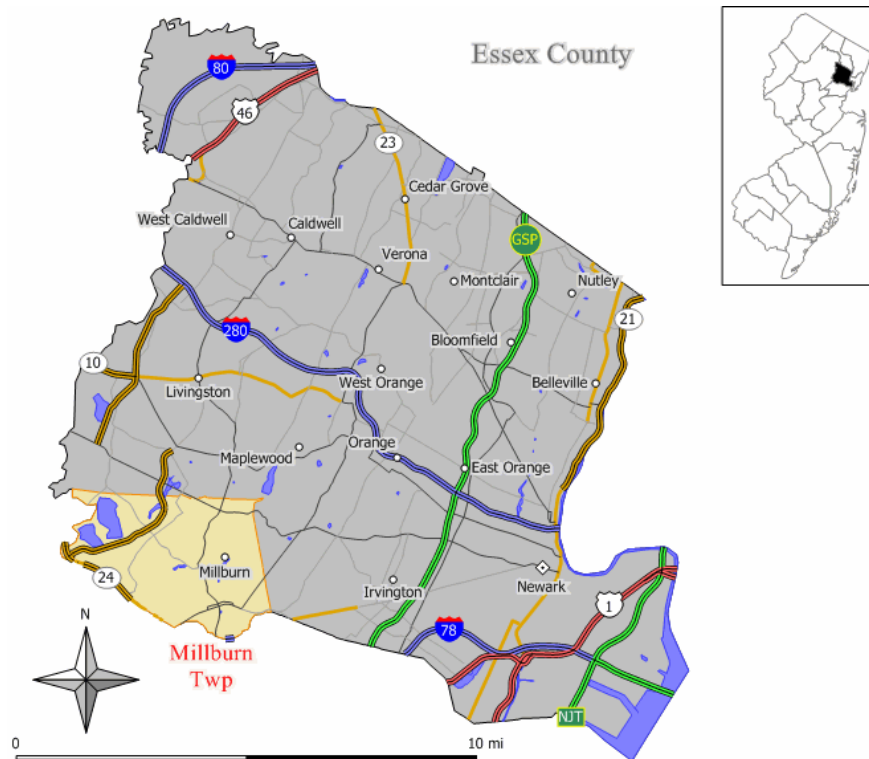 Essex County
80
46
23
Cedar Grove
West Caldwell
Caldwell
GSP
Verona
Montclair
Nutley
280
21
Bloomfield
10
West Orange
Livingston
Belleville
Orange
Maplewood
East Orange
Millburn
24
Irvington
Newark
1
N
78
Millburn
Twp
NJT
0
10 mi